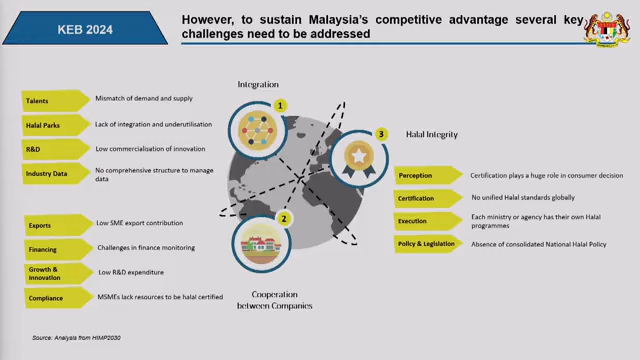 KEB 2024
However, to sustain Malaysia's competitive advantage several key
challenges need to be addressed
Integration
1
Talents
Mismatch of demand and supply
Halal Parks
Lack of integration and underutilisation
R&D
Low commercialisation of innovation
Industry Data
No comprehensive structure to manage
data
3
Halal Integrity
Perception
Certification plays a huge role in consumer decision
Certification
No unified Halal standards globally
Execution
Each ministry or agency has their own Halal
programmes
Policy & Legislation
Absence of consolidated National Halal Policy
2
Exports
Low SME export contribution
Financing
Challenges in finance monitoring
Growth &
Innovation
Low R&D expenditure
Compliance
MSMEs lack resources to be halal certified
Cooperation
between Companies
Source: Analysis from HIMP2030